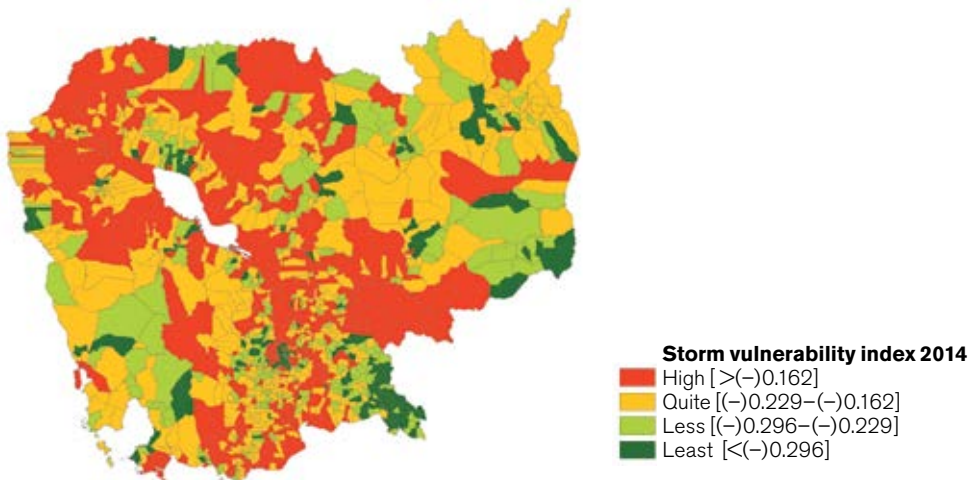 Storm vulnerability index 2014
High [>(–)0.162]
Quite [(–)0.229–(–)0.162]
Less [(–)0.296–(–)0.229]
Least [<(–)0.296]